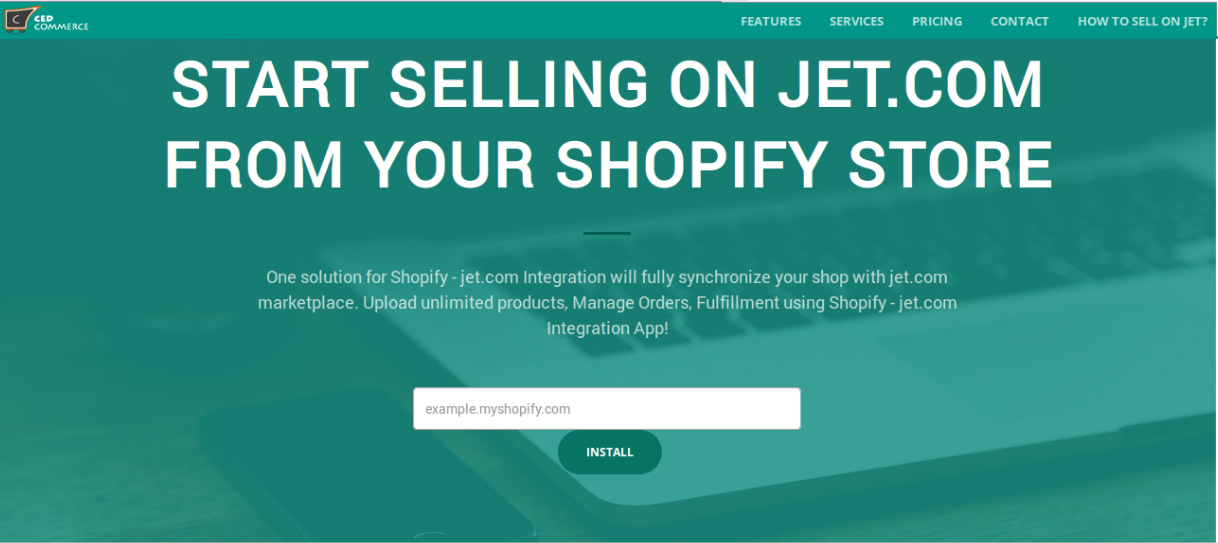 CED
COMMERCE
FEATURES SERVICES PRICING CONTACT HOW TO SELL ON JET?
START SELLING ON JET.COM
FROM YOUR SHOPIFY STORE
One solution for Shopify - jet.com Integration will fully synchronize your shop with jet.com
marketplace. Upload unlimited products, Manage Orders, Fulfillment using Shopify - jet.com
Integration App!
example.myshopify.com
INSTALL